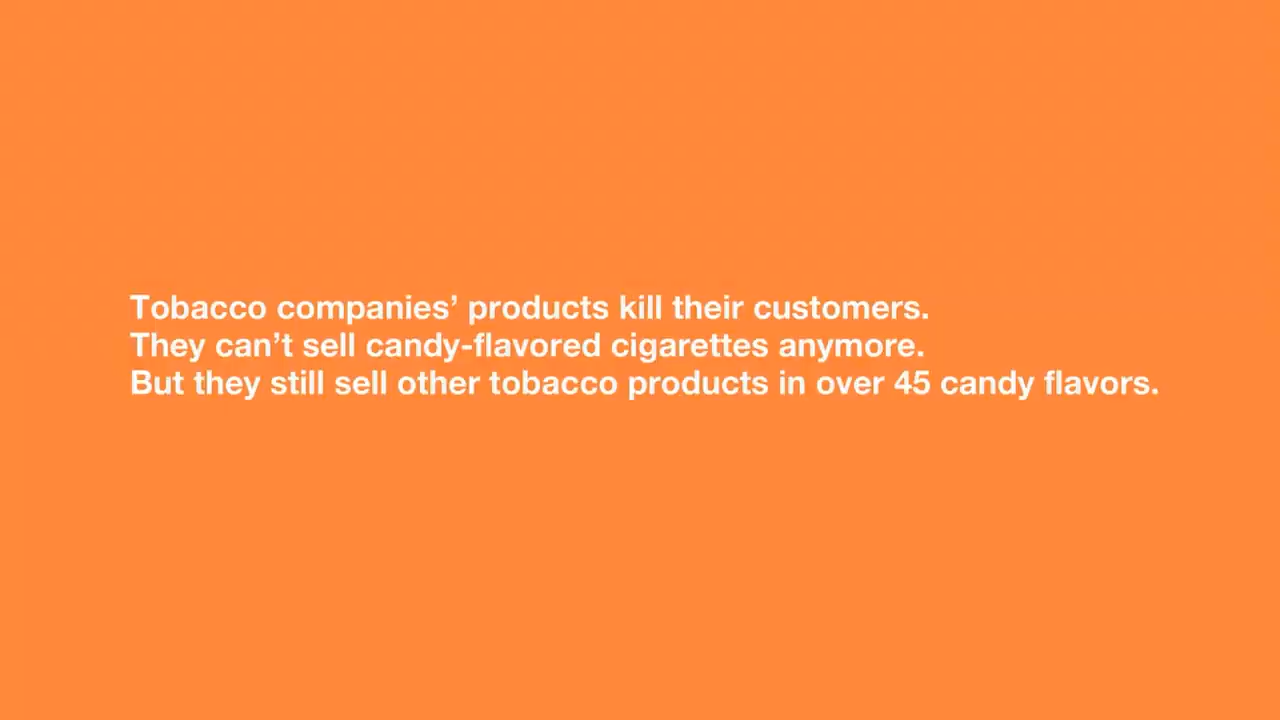 Tobacco companies’ products kill their customers.
They can’t sell candy-flavored cigarettes anymore.
But they still sell other tobacco products in over 45 candy flavors.